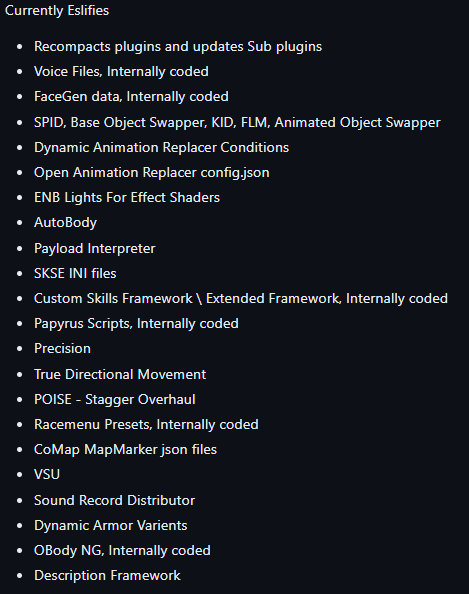 Currently Eslifies
• Recompacts plugins and updates Sub plugins
• Voice Files, Internally coded
• FaceGen data, Internally coded
• SPID, Base Object Swapper, KID, FLM, Animated Object Swapper
• Dynamic Animation Replacer Conditions
• Open Animation Replacer config.json
• ENB Lights For Effect Shaders
• AutoBody
• Payload Interpreter
• SKSE INI files
• Custom Skills Framework \ Extended Framework, Internally coded
• Papyrus Scripts, Internally coded
• Precision
• True Directional Movement
• POISE - Stagger Overhaul
• Racemenu Presets, Internally coded
• CoMap MapMarker json files
• VSU
• Sound Record Distributor
• Dynamic Armor Varients
• OBody NG, Internally coded
• Description Framework